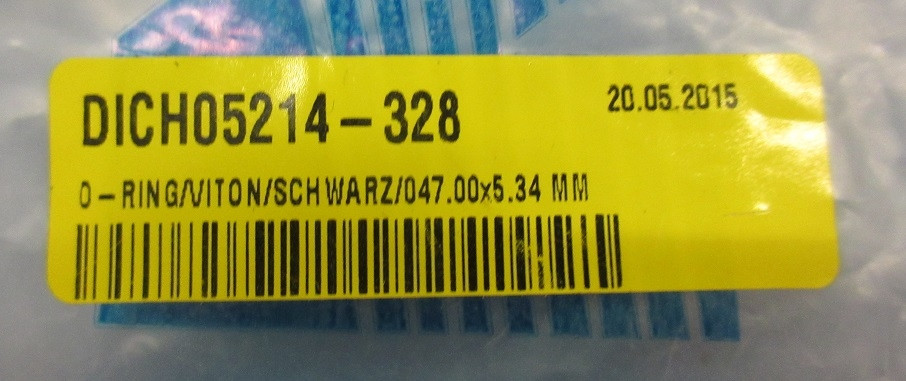 DICH05214-328
20.05.2015
O-RING/VITON/SCHWARZ/047.00x5.34 MM